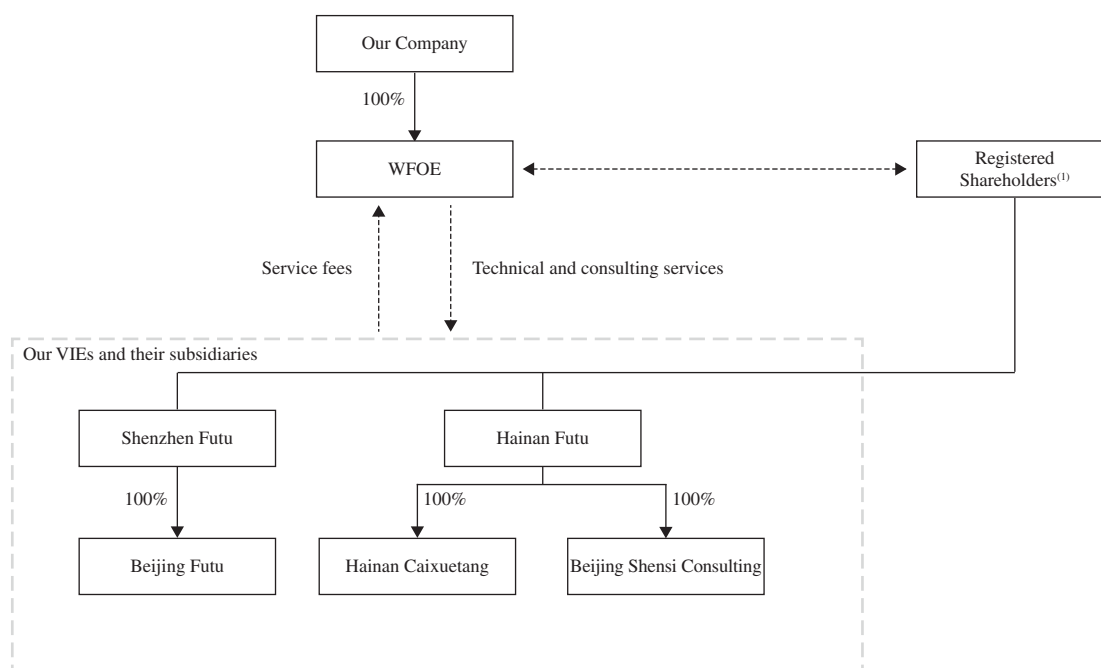 Our Company
100%
WFOE
Registered
Shareholders(1)
Service fees
Technical and consulting services
Our VIEs and their subsidiaries
Shenzhen Futu
Hainan Futu
100%
100%
100%
Beijing Futu
Hainan Caixuetang
Beijing Shensi Consulting